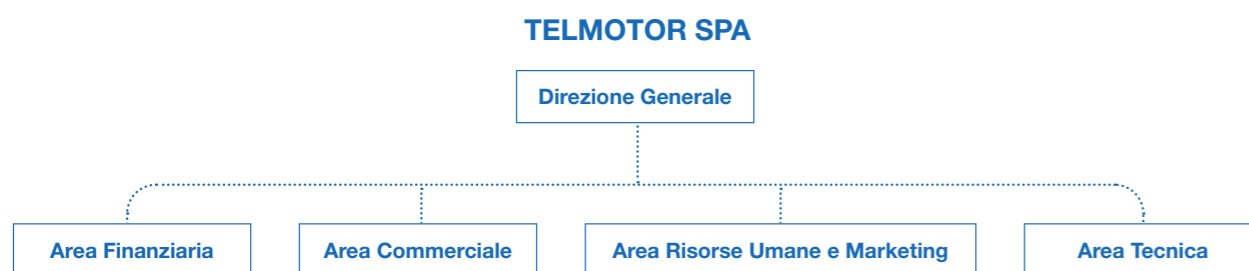 TELMOTOR SPA
Direzione Generale
Area Finanziaria
Area Commerciale
Area Risorse Umane e Marketing
Area Tecnica